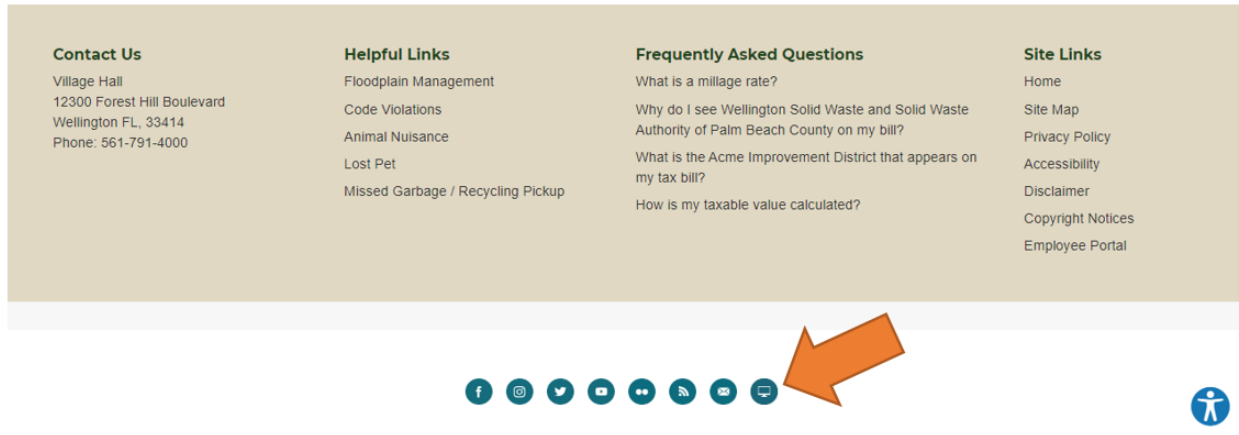 Contact Us
Village Hall
12300 Forest Hill Boulevard
Wellington FL, 33414
Phone: 561-791-4000
Helpful Links
Floodplain Management
Code Violations
Animal Nuisance
Lost Pet
Missed Garbage / Recycling Pickup
Frequently Asked Questions
What is a millage rate?
Why do I see Wellington Solid Waste and Solid Waste
Authority of Palm Beach County on my bill?
What is the Acme Improvement District that appears on
my tax bill?
How is my taxable value calculated?
Site Links
Home
Site Map
Privacy Policy
Accessibility
Disclaimer
Copyright Notices
Employee Portal